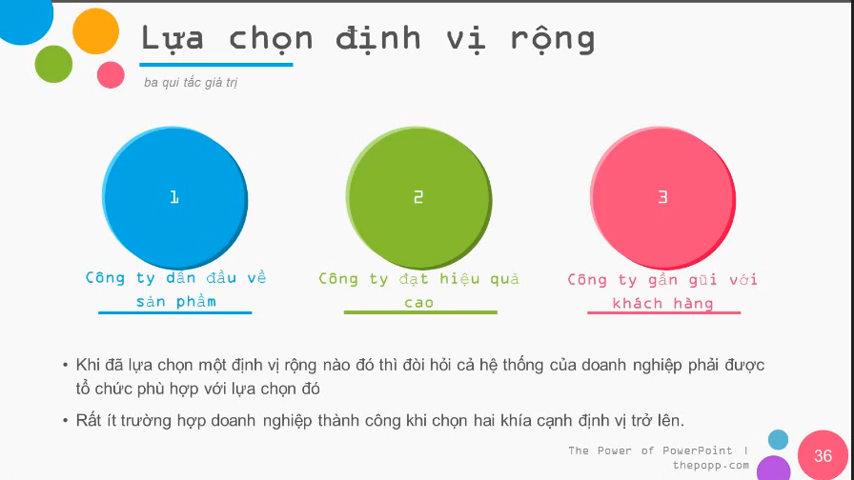 Lựa chọn định vị rộng
ba qui tắc giá trị
1
2
3
Công ty dẫn đầu về
sản phẩm
Công ty đạt hiệu quả
cao
Công ty gần gũi với
khách hàng
• Khi đã lựa chọn một định vị rộng nào đó thì đòi hỏi cả hệ thống của doanh nghiệp phải được
tổ chức phù hợp với lựa chọn đó
• Rất ít trường hợp doanh nghiệp thành công khi chọn hai khía cạnh định vị trở lên.
The Power of PowerPoint |
thepopp.com
36